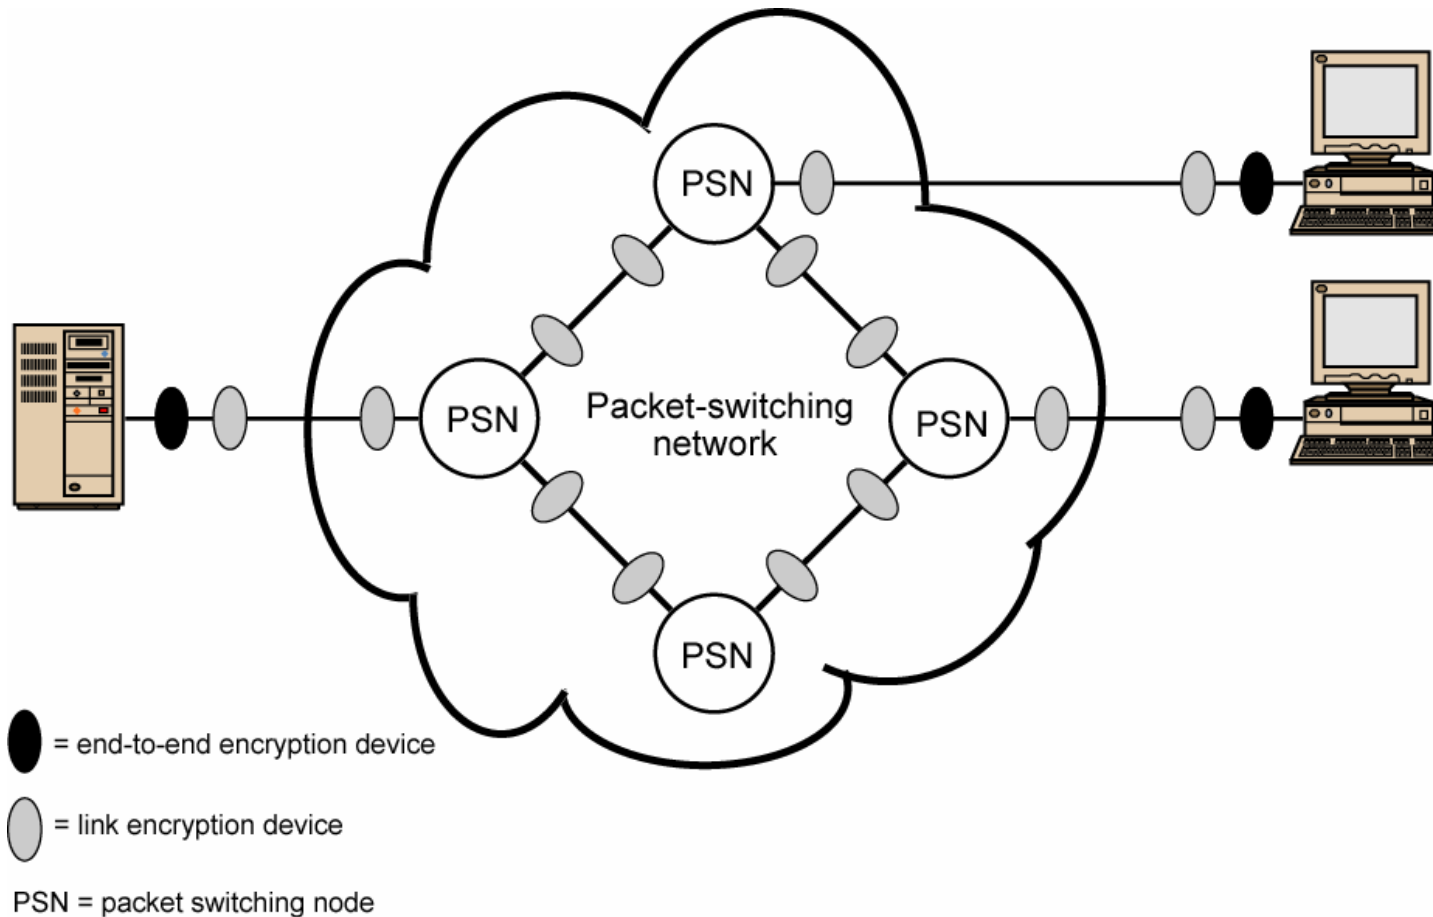 PSN
PSN
Packet-switching
network
PSN
PSN
= end-to-end encryption device
= link encryption device
PSN = packet switching node